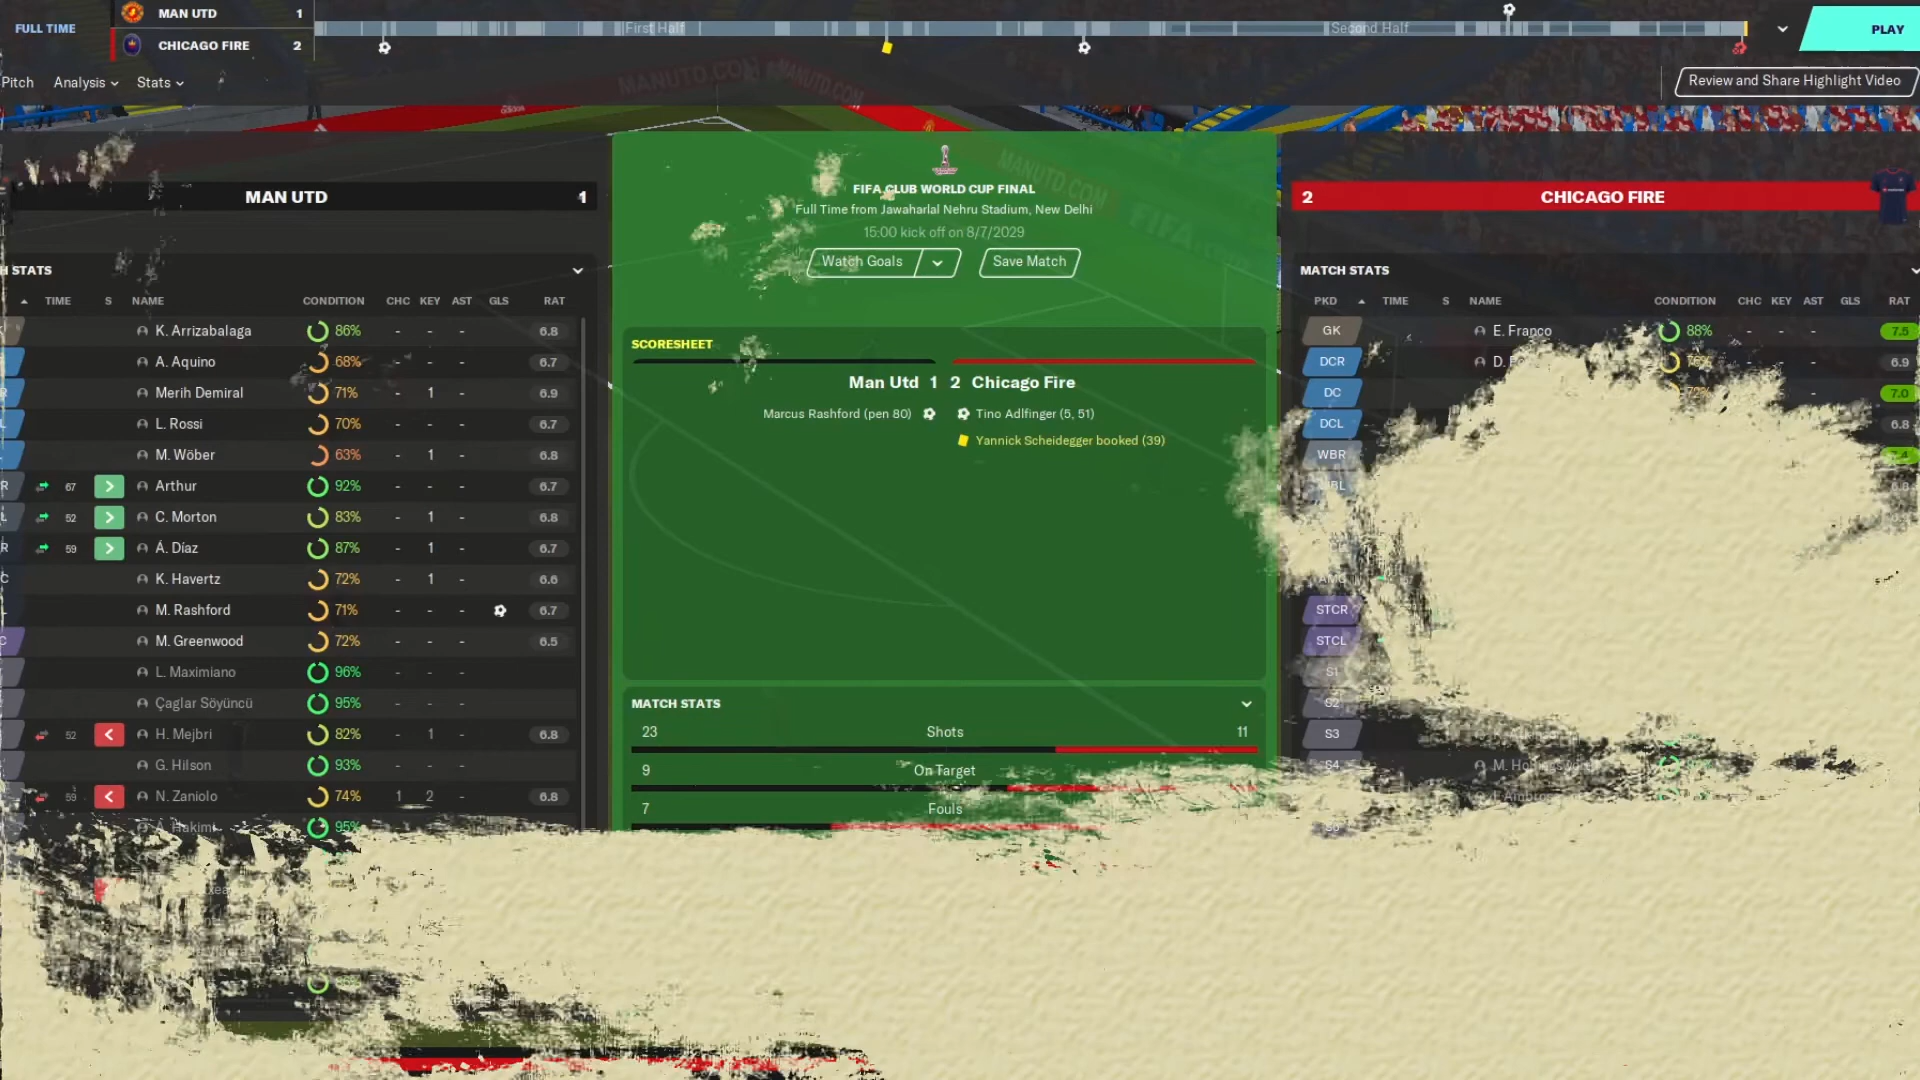 FULL TIME
MAN UTD 1
CHICAGO FIRE 2
First Half
Second Half
PLAY
Pitch Analysis Stats
Review and Share Highlight Video
MAN UTD 1
H STATS
TIME S NAME CONDITION CHC KEY AST GLS RAT
K. Arrizabalaga 86% - - - 6.8
A. Aquino 68% - - - 6.7
Merih Demiral 71% - 1 - 6.9
L. Rossi 70% - - - 6.7
M. Wöber 63% - 1 - 6.8
R 67 Arthur 92% - - - 6.7
L 52 C. Morton 83% - 1 - 6.8
R 59 Á. Díaz 87% - 1 - 6.7
C K. Havertz 72% - 1 - 6.6
M. Rashford 71% - - - 6.7
C M. Greenwood 72% - - - 6.5
L. Maximiano 96% - - -
Çaglar Söyüncü 95% - - -
52 H. Mejbri 82% - 1 - 6.8
G. Hilson 93% - - -
59 N. Zaniolo 74% 1 2 - 6.8
A. Hakimi 95%
FIFA CLUB WORLD CUP FINAL
Full Time from Jawaharlal Nehru Stadium, New Delhi
15:00 kick off on 8/7/2029
Watch Goals
Save Match
SCORESHEET
Man Utd 1 2 Chicago Fire
Marcus Rashford (pen 80) Tino Adlfinger (5, 51)
Yannick Scheidegger booked (39)
MATCH STATS
23 Shots 11
9 On Target
7 Fouls
2 CHICAGO FIRE
MATCH STATS
PKD TIME S NAME CONDITION CHC KEY AST GLS RAT
GK E. Franco 88% - - - 7.5
DCR D. 6.9
DC 72% 7.0
DCL 6.8
WBR
STCR
STCL
S1
S2
S3
S4